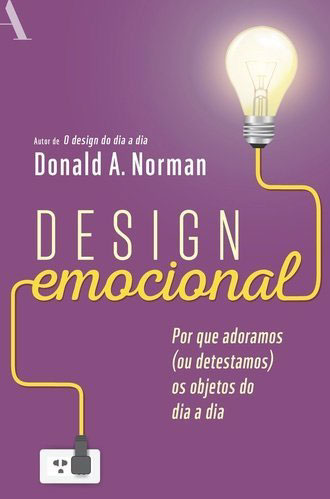 A
Autor de O design do dia a dia
Donald A. Norman
DESIGN
emocional
Por que adoramos
(ou detestamos)
os objetos do
dia a dia